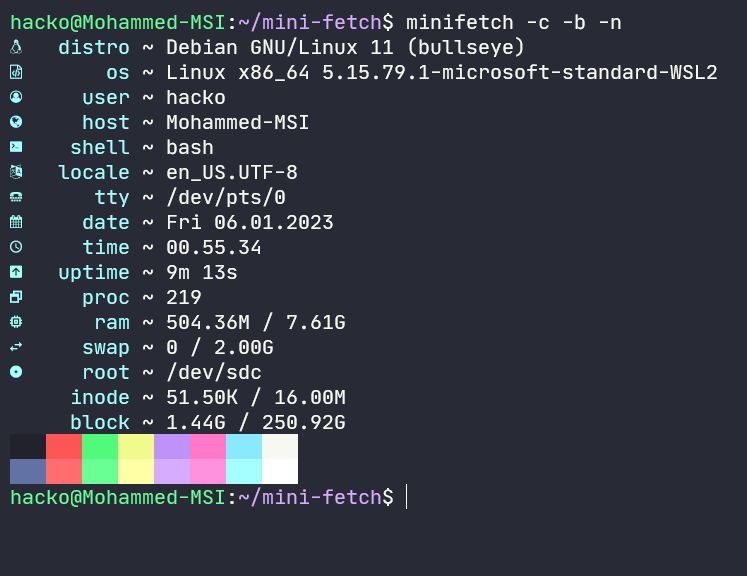 hacko@Mohammed-MSI:~/mini-fetch$ minifetch -c -b -n
distro ~ Debian GNU/Linux 11 (bullseye)
os ~ Linux x86_64 5.15.79.1-microsoft-standard-WSL2
user ~ hacko
host ~ Mohammed-MSI
shell ~ bash
locale ~ en_US.UTF-8
tty ~ /dev/pts/0
date ~ Fri 06.01.2023
time ~ 00.55.34
uptime ~ 9m 13s
proc ~ 219
ram ~ 504.36M / 7.61G
swap ~ 0 / 2.00G
root ~ /dev/sdc
inode ~ 51.50K / 16.00M
block ~ 1.44G / 250.92G
hacko@Mohammed-MSI:~/mini-fetch$